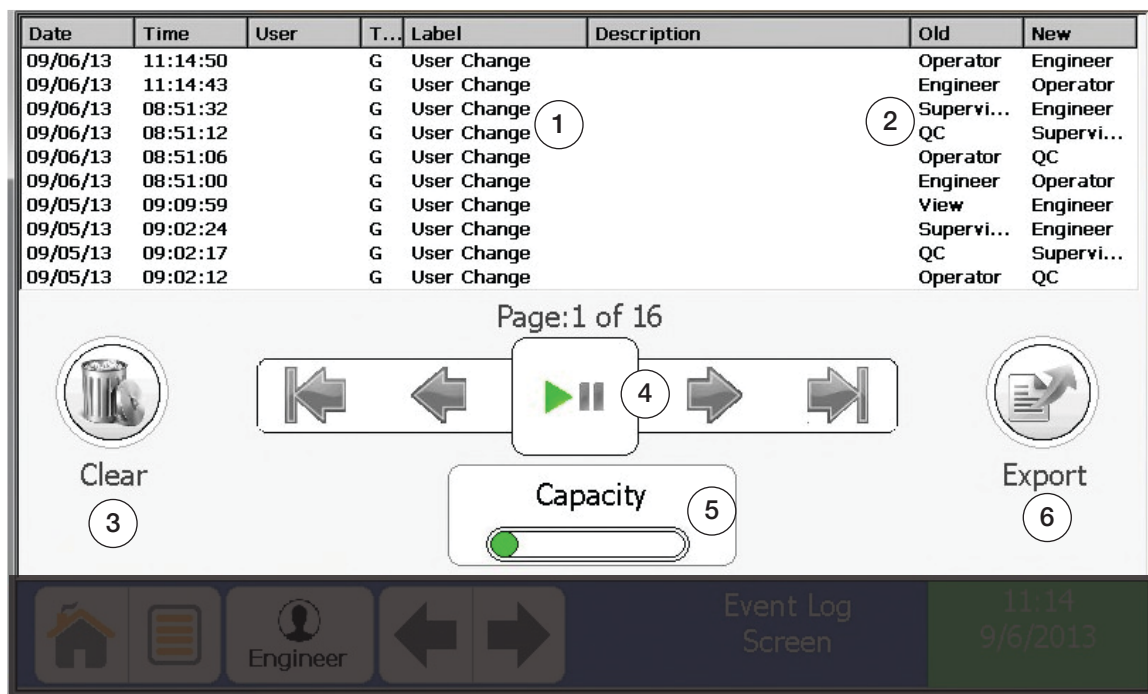 Date Time User T... Label Description Old New
09/06/13 11:14:50 G User Change Operator Engineer
09/06/13 11:14:43 G User Change Engineer Operator
09/06/13 08:51:32 G User Change Supervi... Engineer
09/06/13 08:51:12 G User Change QC Supervi...
09/06/13 08:51:06 G User Change Operator QC
09/06/13 08:51:00 G User Change Engineer Operator
09/05/13 09:09:59 G User Change View Engineer
09/05/13 09:02:24 G User Change Supervi... Engineer
09/05/13 09:02:17 G User Change QC Supervi...
09/05/13 09:02:12 G User Change Operator QC
1
2
Page:1 of 16
4
Clear
3
Capacity
5
Export
6
Engineer
Event Log
Screen
11:14
9/6/2013